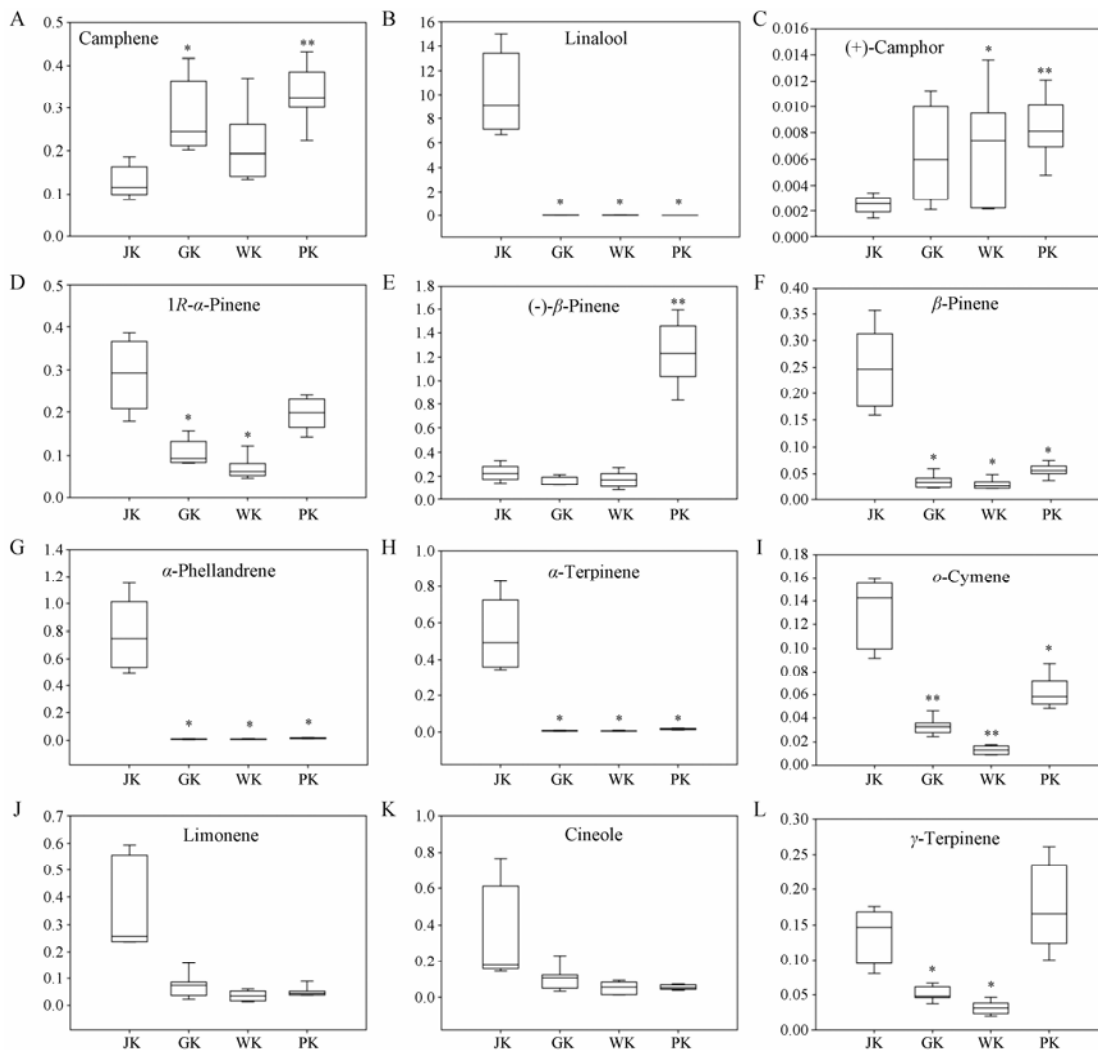 A
Camphene
0.5
0.4
0.3
0.2
0.1
0.0
*
**
JK
GK
WK
PK
B
Linalool
16
14
12
10
8
6
4
2
0
*
*
*
JK
GK
WK
PK
C
(+)-Camphor
0.016
0.014
0.012
0.010
0.008
0.006
0.004
0.002
0.000
*
**
JK
GK
WK
PK
D
1R-α-Pinene
0.5
0.4
0.3
0.2
0.1
0.0
*
*
JK
GK
WK
PK
E
(-)-β-Pinene
1.8
1.6
1.4
1.2
1.0
0.8
0.6
0.4
0.2
0.0
**
JK
GK
WK
PK
F
β-Pinene
0.40
0.35
0.30
0.25
0.20
0.15
0.10
0.05
0.00
*
*
*
JK
GK
WK
PK
G
α-Phellandrene
1.4
1.2
1.0
0.8
0.6
0.4
0.2
0.0
*
*
*
JK
GK
WK
PK
H
α-Terpinene
1.0
0.8
0.6
0.4
0.2
0.0
*
*
*
JK
GK
WK
PK
I
o-Cymene
0.18
0.16
0.14
0.12
0.10
0.08
0.06
0.04
0.02
0.00
**
**
*
JK
GK
WK
PK
J
Limonene
0.7
0.6
0.5
0.4
0.3
0.2
0.1
0.0
JK
GK
WK
PK
K
Cineole
1.0
0.8
0.6
0.4
0.2
0.0
JK
GK
WK
PK
L
γ-Terpinene
0.30
0.25
0.20
0.15
0.10
0.05
0.00
*
*
JK
GK
WK
PK